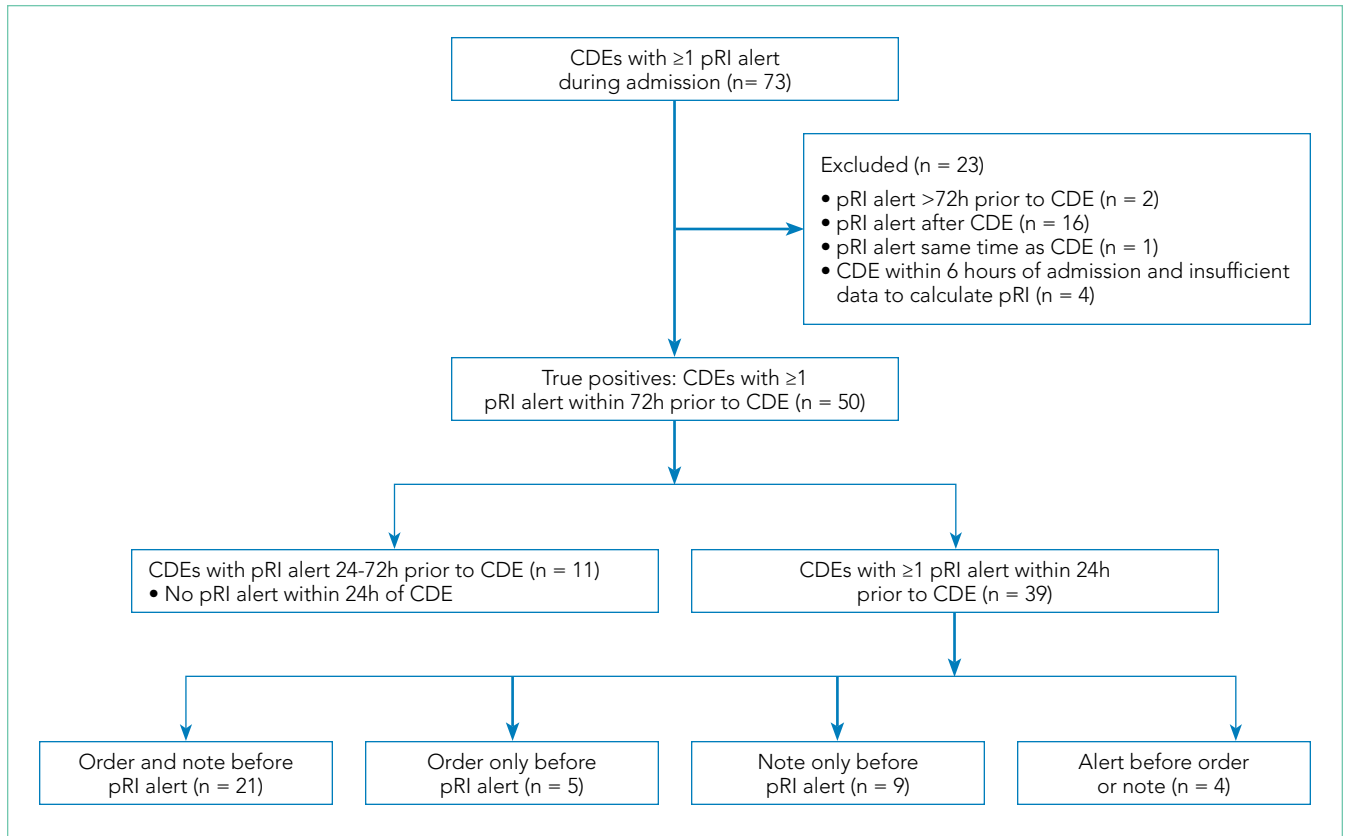 CDEs with ≥1 pRI alert
during admission (n= 73)
Excluded (n = 23)
• pRI alert >72h prior to CDE (n = 2)
• pRI alert after CDE (n = 16)
• pRI alert same time as CDE (n = 1)
• CDE within 6 hours of admission and insufficient
data to calculate pRI (n = 4)
True positives: CDEs with ≥1
pRI alert within 72h prior to CDE (n = 50)
CDEs with pRI alert 24-72h prior to CDE (n = 11)
• No pRI alert within 24h of CDE
CDEs with ≥1 pRI alert within 24h
prior to CDE (n = 39)
Order and note before
pRI alert (n = 21)
Order only before
pRI alert (n = 5)
Note only before
pRI alert (n = 9)
Alert before order
or note (n = 4)